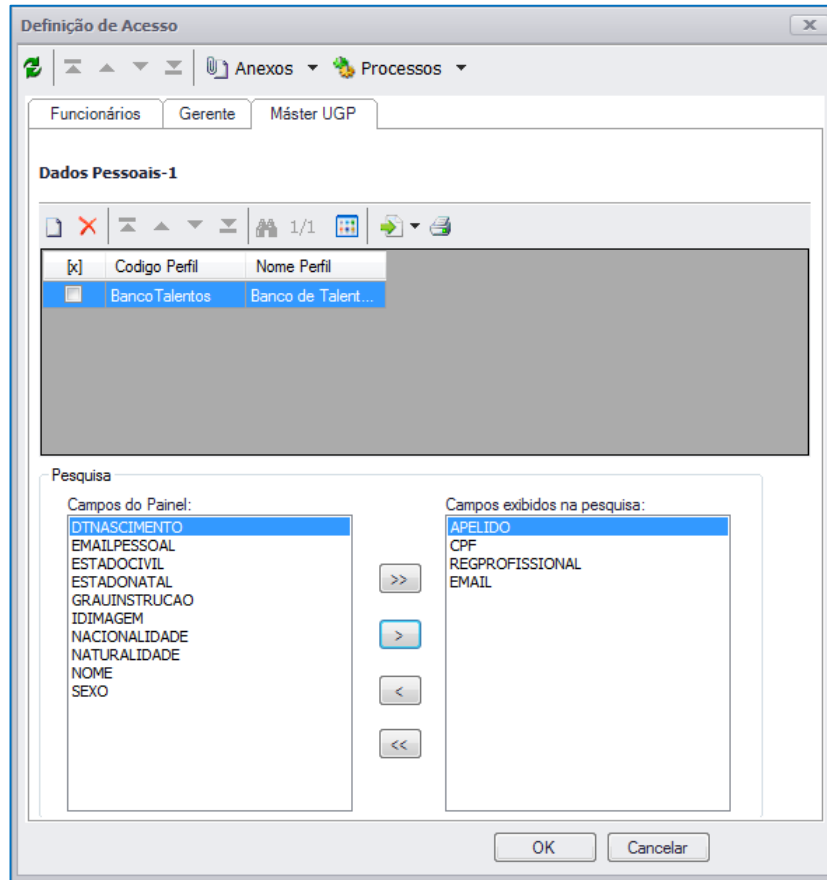 Definição de Acesso
Anexos Processos
Funcionários Gerente Máster UGP
Dados Pessoais-1
1/1
[x] Codigo Perfil Nome Perfil
BancoTalentos Banco de Talent...
Pesquisa
Campos do Painel:
DTNASCIMENTO
EMAILPESSOAL
ESTADOCIVIL
ESTADONATAL
GRAUINSTRUCAO
IDIMAGEM
NACIONALIDADE
NATURALIDADE
NOME
SEXO
>>
>
<
<<
Campos exibidos na pesquisa:
APELIDO
CPF
REGPROFISSIONAL
EMAIL
OK Cancelar